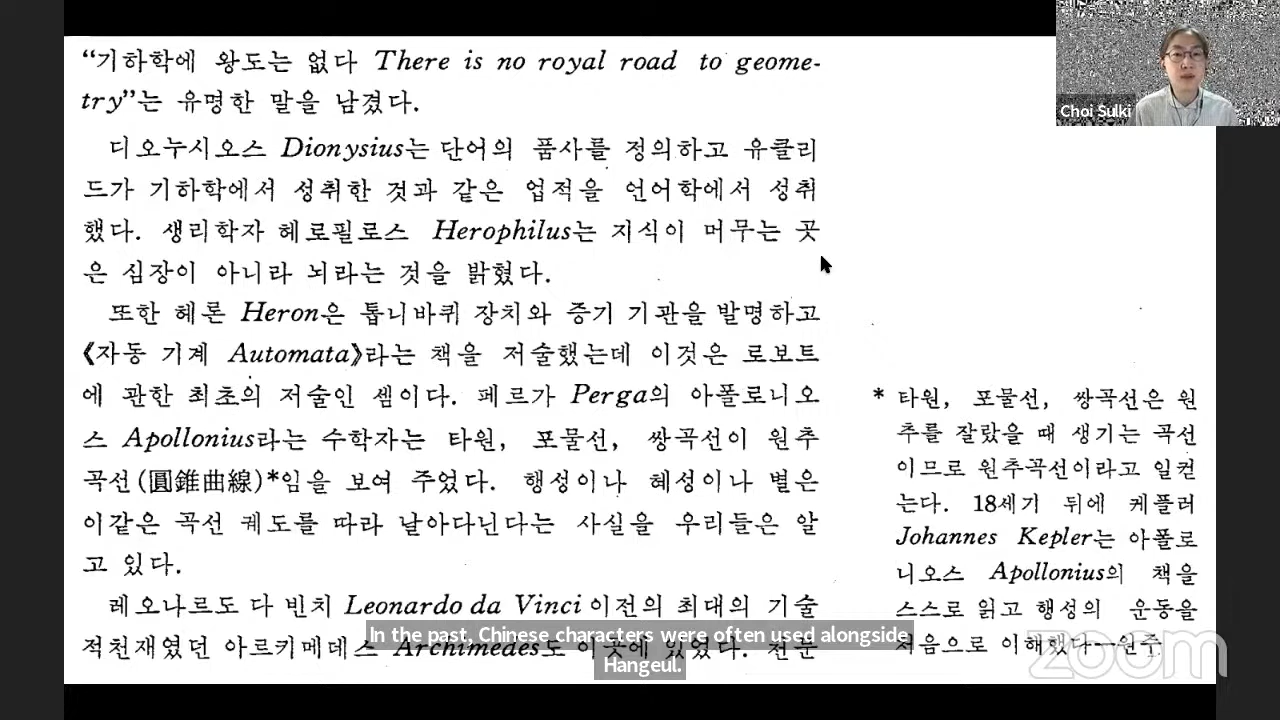 “기하학에 왕도는 없다 There is no royal road to geome-
try”는 유명한 말을 남겼다.
디오누시오스 Dionysius는 단어의 품사를 정의하고 유클리
드가 기하학에서 성취한 것과 같은 업적을 언어학에서 성취
했다. 생리학자 헤로필로스 Herophilus는 지식이 머무는 곳
은 심장이 아니라 뇌라는 것을 밝혔다.
또한 헤론 Heron은 톱니바퀴 장치와 증기 기관을 발명하고
《자동 기계 Automata》라는 책을 저술했는데 이것은 로보트
에 관한 최초의 저술인 셈이다. 페르가 Perga의 아폴로니오
스 Apollonius라는 수학자는 타원, 포물선, 쌍곡선이 원추
곡선(圓錐曲線)*임을 보여 주었다. 행성이나 혜성이나 별은
이같은 곡선 궤도를 따라 날아다닌다는 사실을 우리들은 알
고 있다.
레오나르도 다 빈치 Leonardo da Vinci 이전의 최대의 기술
적천재였던 아르키메데스 Archimedes도 이곳에 있었다. 천문
* 타원, 포물선, 쌍곡선은 원
추를 잘랐을 때 생기는 곡선
이므로 원추곡선이라고 일컫
는다. 18세기 뒤에 케플러
Johannes Kepler는 아폴로
니오스 Apollonius의 책을
스스로 읽고 행성의 운동을
처음으로 이해했다—원주
Choi Sulki
In the past, Chinese characters were often used alongside
Hangeul.
zoom